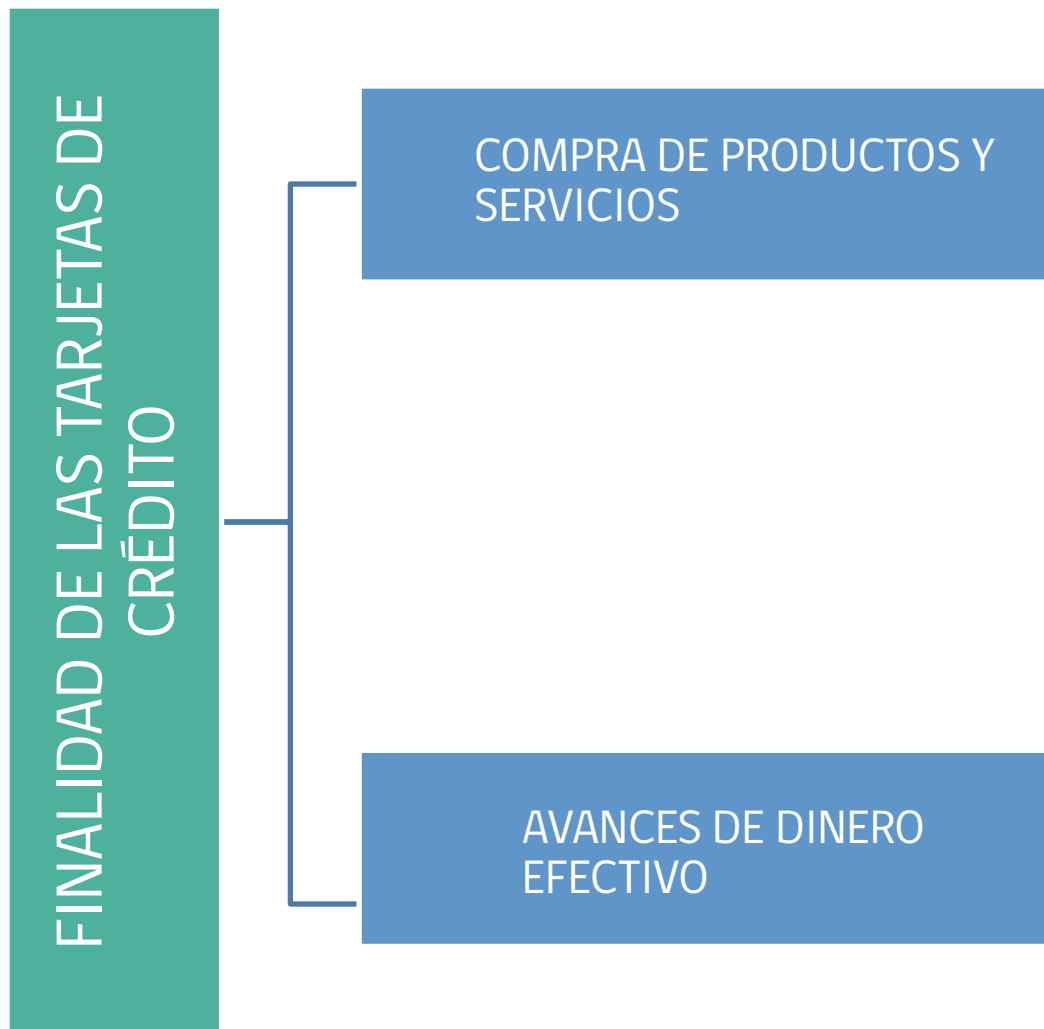 FINALIDAD DE LAS TARJETAS DE
CRÉDITO
COMPRA DE PRODUCTOS Y
SERVICIOS
AVANCES DE DINERO
EFECTIVO